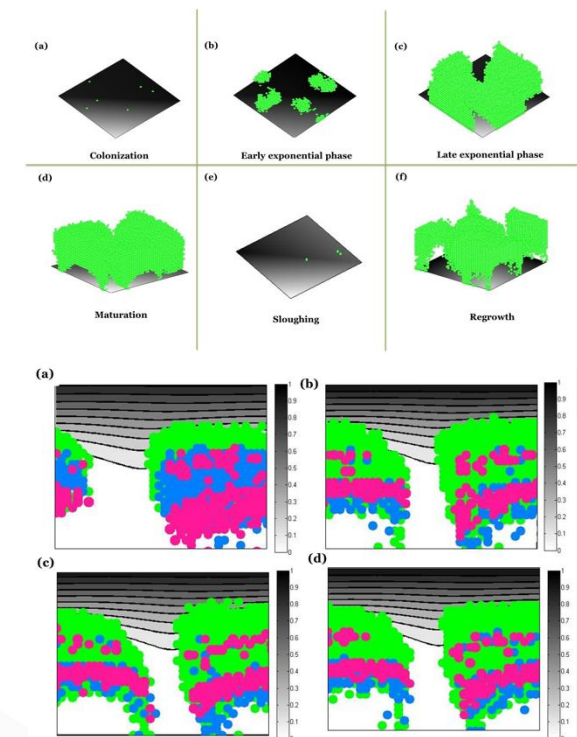 (a)
(b)
(c)
Colonization
Early exponential phase
Late exponential phase
(d)
(e)
(f)
Maturation
Sloughing
Regrowth
(a)
1
0.9
0.8
0.7
0.6
0.5
0.4
0.3
0.2
0.1
0
(b)
1
0.9
0.8
0.7
0.6
0.5
0.4
0.3
0.2
0.1
0
(c)
1
0.9
0.8
0.7
0.6
0.5
0.4
0.3
0.2
0.1
0
(d)
1
0.9
0.8
0.7
0.6
0.5
0.4
0.3
0.2
0.1